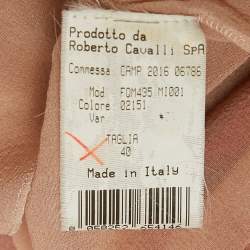 Prodotto da
Roberto Cavalli SpA
Commessa CAMP 2016 06786
Mod. FQM495 MI001
Colore 02151
Var
TAGLIA
40
Made in Italy